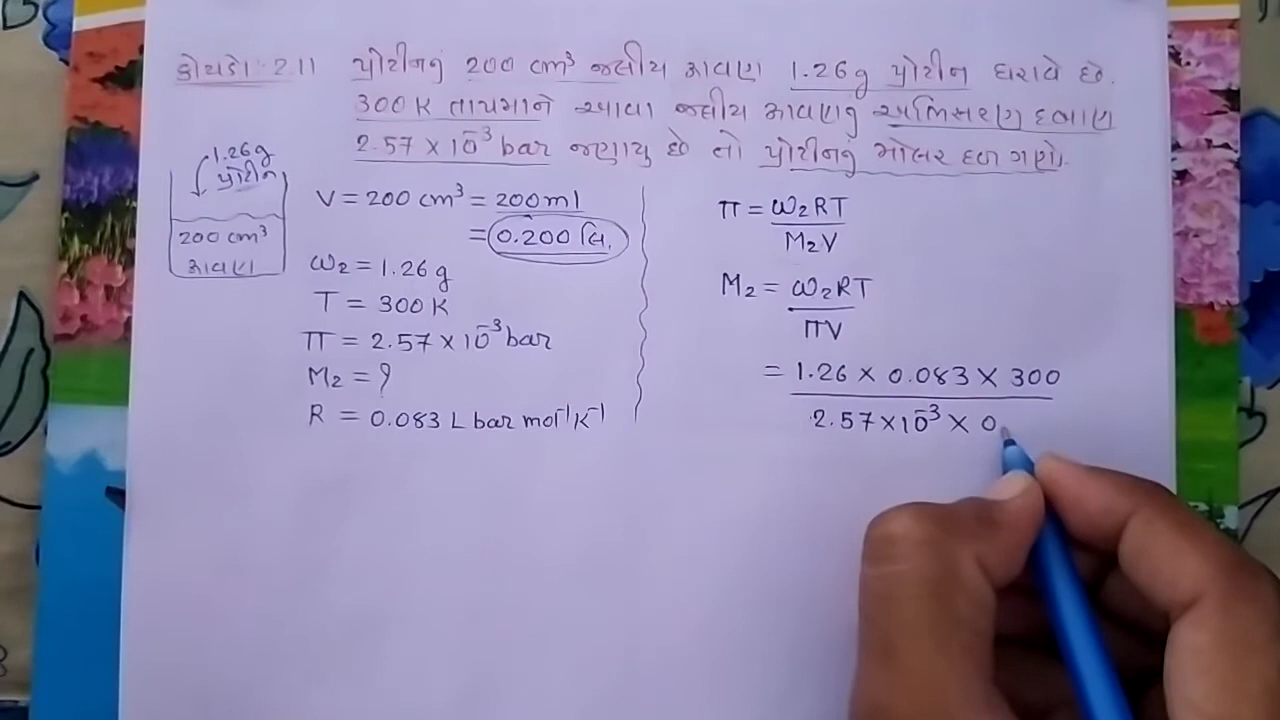 કોયડો 2.11 પ્રોટીનનું 200 cm³ જલીય દ્રાવણ 1.26g પ્રોટીન ધરાવે છે.
300K તાપમાને આવા જલીય દ્રાવણનું અભિસરણ દબાણ
2.57 × 10⁻³ bar જણાયુ છે તો પ્રોટીનનું મોલર દળ ગણો.
1.26g
પ્રોટીન
200 cm³
દ્રાવણ
V = 200 cm³ = 200ml
= 0.200 લિ.
ω₂ = 1.26 g
T = 300 K
π = 2.57 × 10⁻³ bar
M₂ = ?
R = 0.083 L bar mol⁻¹ K⁻¹
π = ω₂RT
M₂V
M₂ = ω₂RT
πV
= 1.26 × 0.083 × 300
2.57 × 10⁻³ × 0